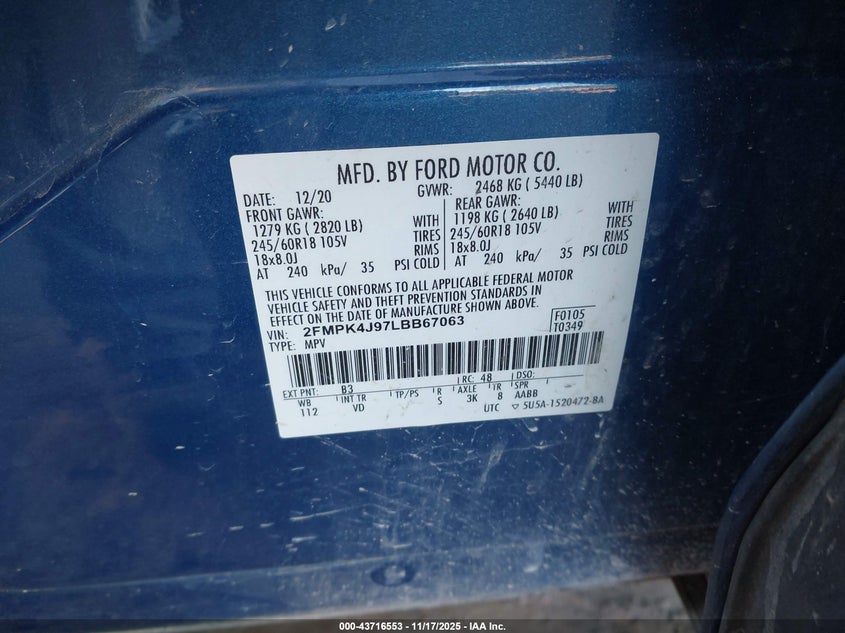 MFD. BY FORD MOTOR CO.
DATE: 12/20 GVWR: 2468 KG ( 5440 LB)
FRONT GAWR: REAR GAWR:
1279 KG ( 2820 LB) WITH 1198 KG ( 2640 LB) WITH
245/60R18 105V TIRES 245/60R18 105V TIRES
18x8.0J RIMS 18x8.0J RIMS
AT 240 kPa/ 35 PSI COLD AT 240 kPa/ 35 PSI COLD
THIS VEHICLE CONFORMS TO ALL APPLICABLE FEDERAL MOTOR
VEHICLE SAFETY AND THEFT PREVENTION STANDARDS IN
EFFECT ON THE DATE OF MANUFACTURE SHOWN ABOVE.
VIN: 2FMPK4J97LBB67063 F0105
TYPE: MPV T0349
EXT PNT: B3 RC: 48 DSO:
WB INT TR TP/PS R AXLE TR SPR
112 VD S 3K 8 AABB
UTC ▽ 5U5A-1520472-BA
000-43716553 - 11/17/2025 - IAA Inc.